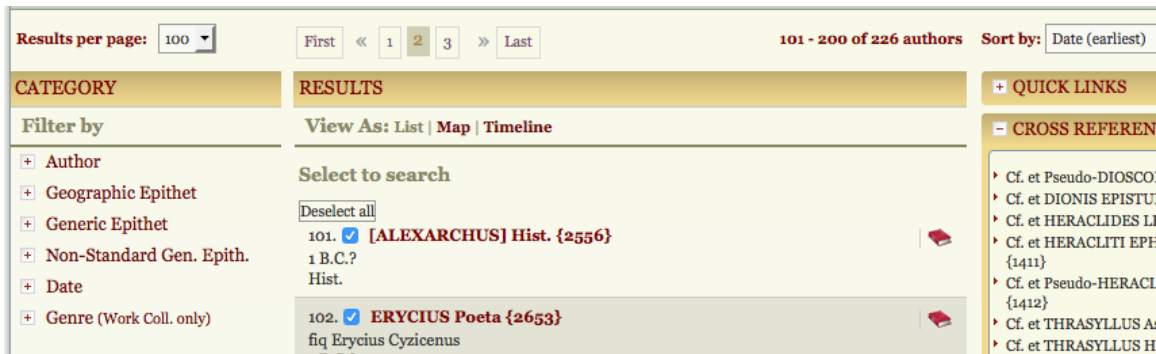 Results per page: 100
First « 1 2 3 » Last
101 - 200 of 226 authors
Sort by: Date (earliest)
CATEGORY
Filter by
Author
Geographic Epithet
Generic Epithet
Non-Standard Gen. Epith.
Date
Genre (Work Coll. only)
RESULTS
View As: List | Map | Timeline
Select to search
Deselect all
101. [ALEXARCHUS] Hist. {2556}
1 B.C.?
Hist.
102. ERYCIUS Poeta {2653}
fiq Erycius Cyzicenus
QUICK LINKS
CROSS REFEREN
Cf. et Pseudo-DIOSCO
Cf. et DIONIS EPISTU
Cf. et HERACLIDES L
Cf. et HERACLITI EPH
{1411}
Cf. et Pseudo-HERACL
{1412}
Cf. et THRASYLLUS A
Cf. et THRASYLLUS H